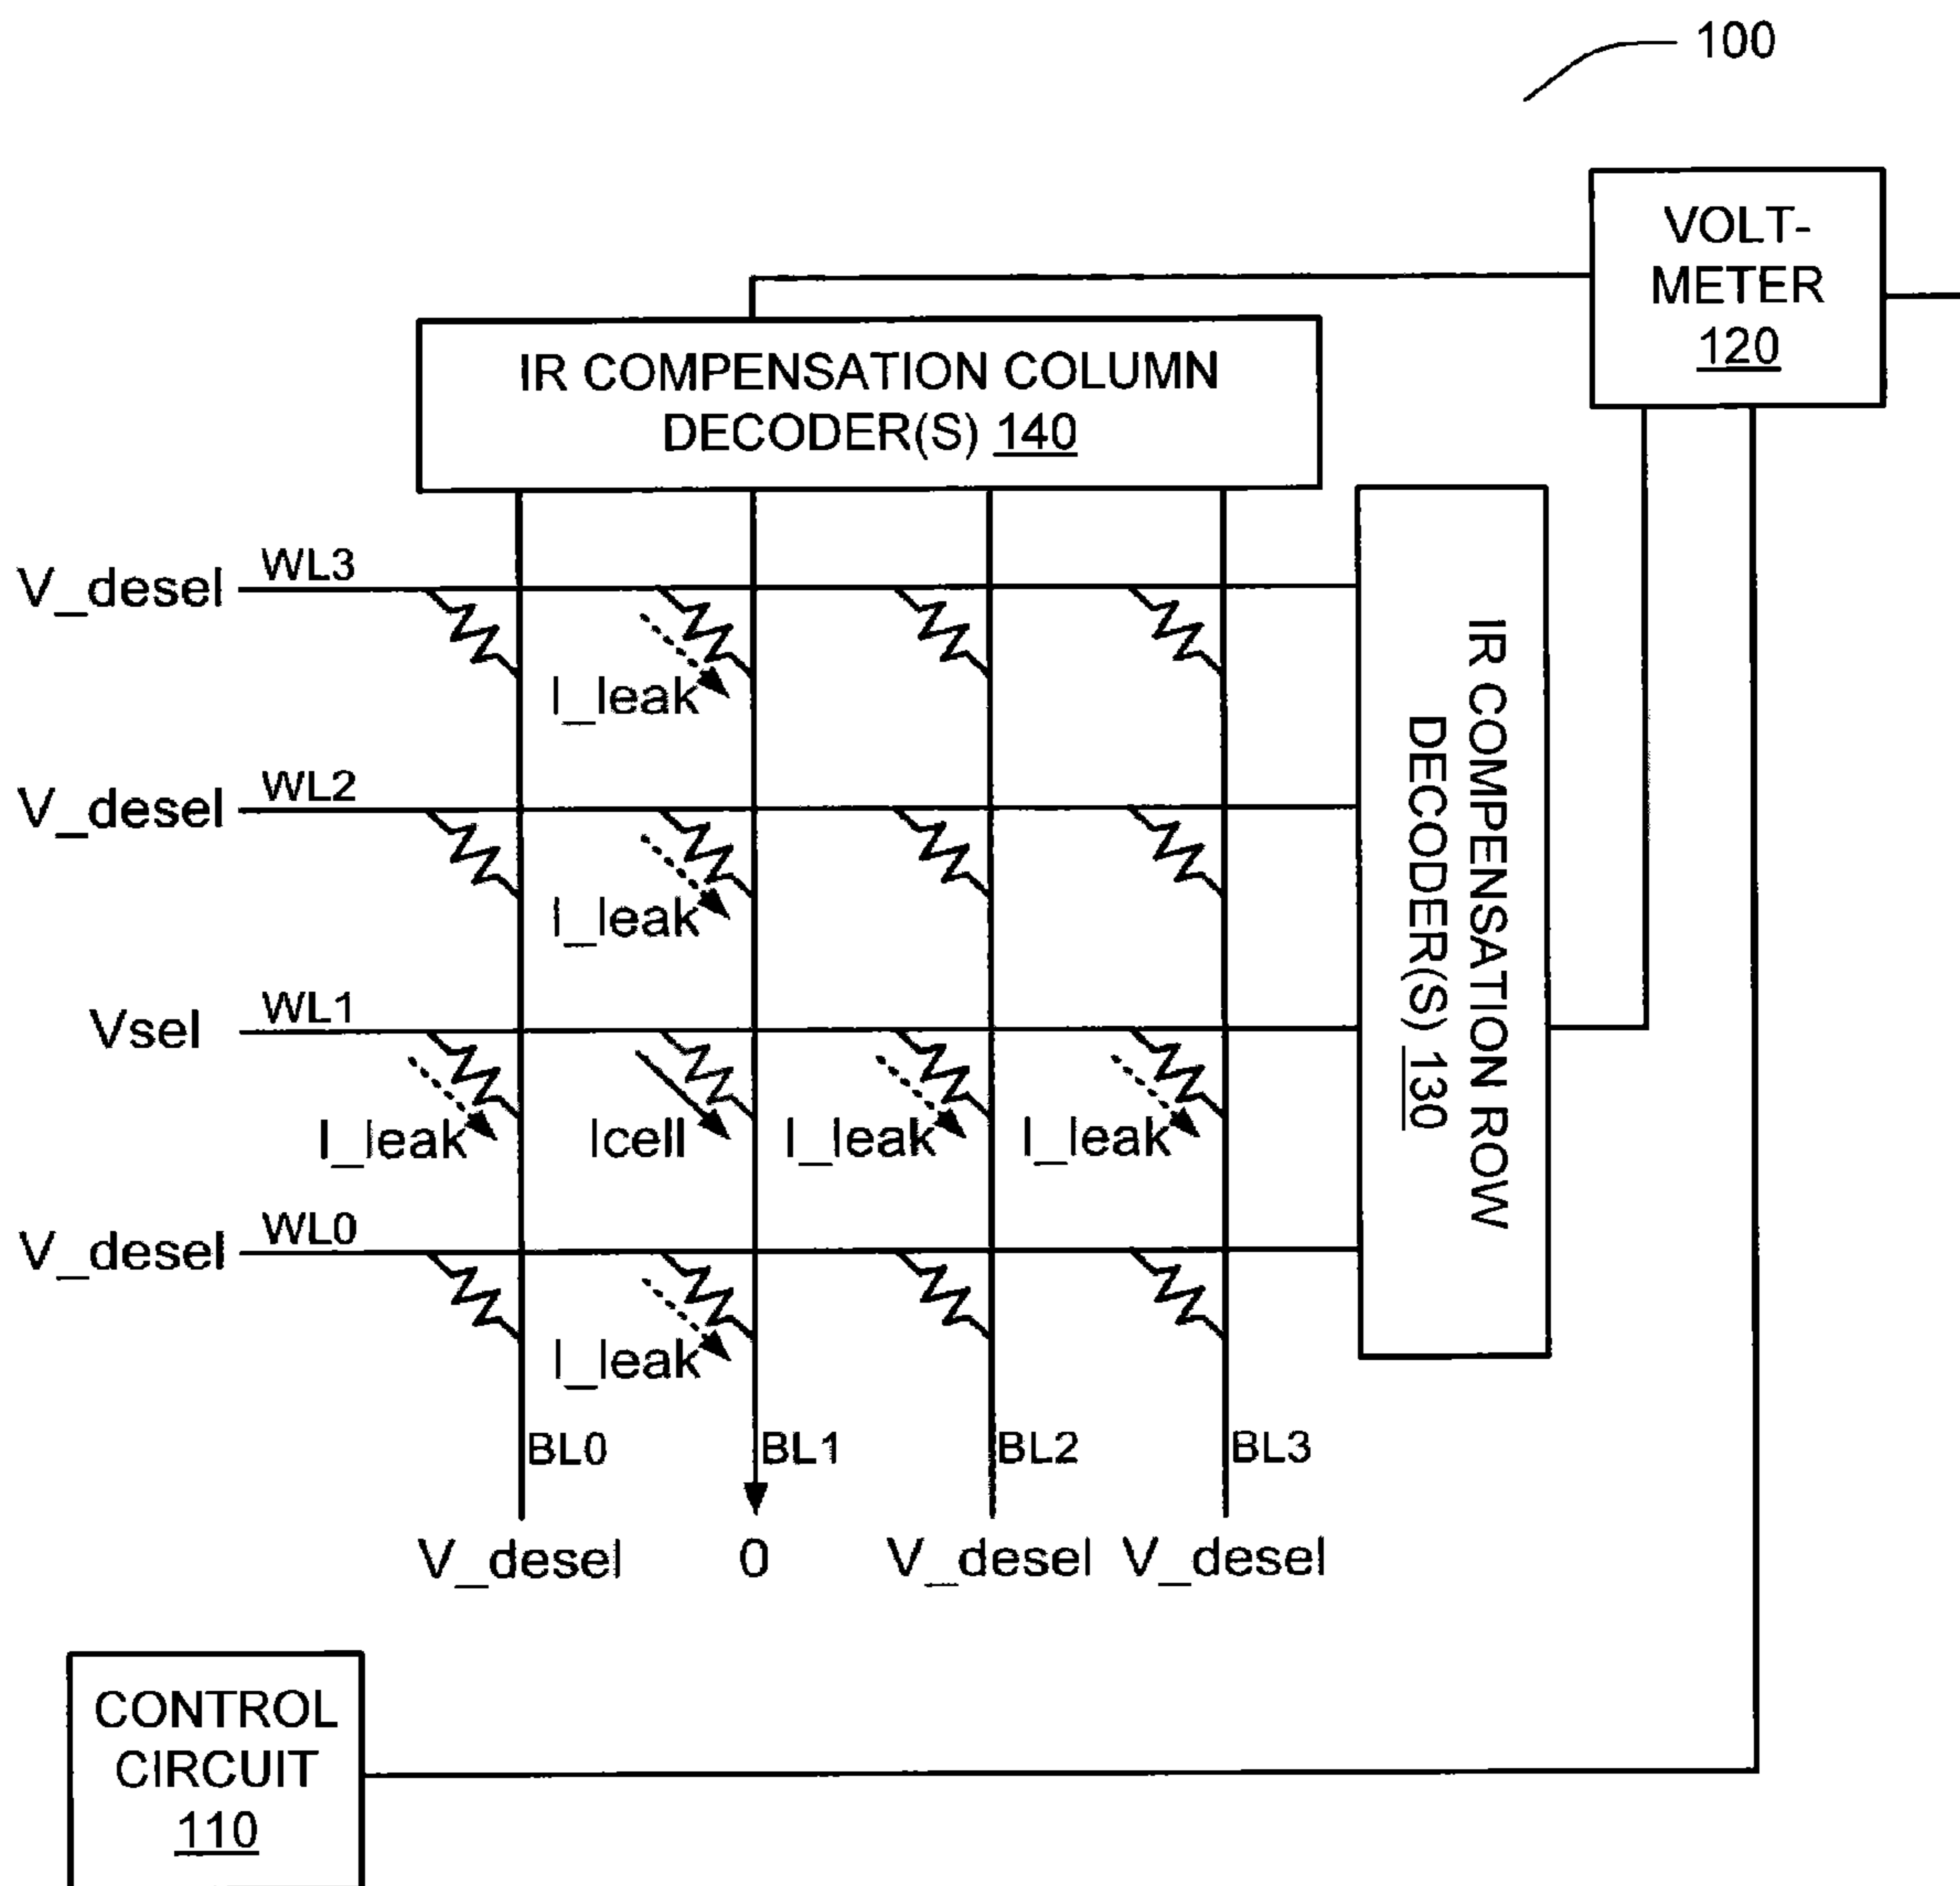 100
VOLT-
METER
120
IR COMPENSATION COLUMN
DECODER(S) 140
IR COMPENSATION ROW
DECODER(S) 130
V_desel
WL3
I_leak
V_desel
WL2
I_leak
Vsel
WL1
I_leak
Icell
I_leak
I_leak
V_desel
WL0
I_leak
BL0
BL1
BL2
BL3
V_desel
0
V_desel
V_desel
CONTROL
CIRCUIT
110